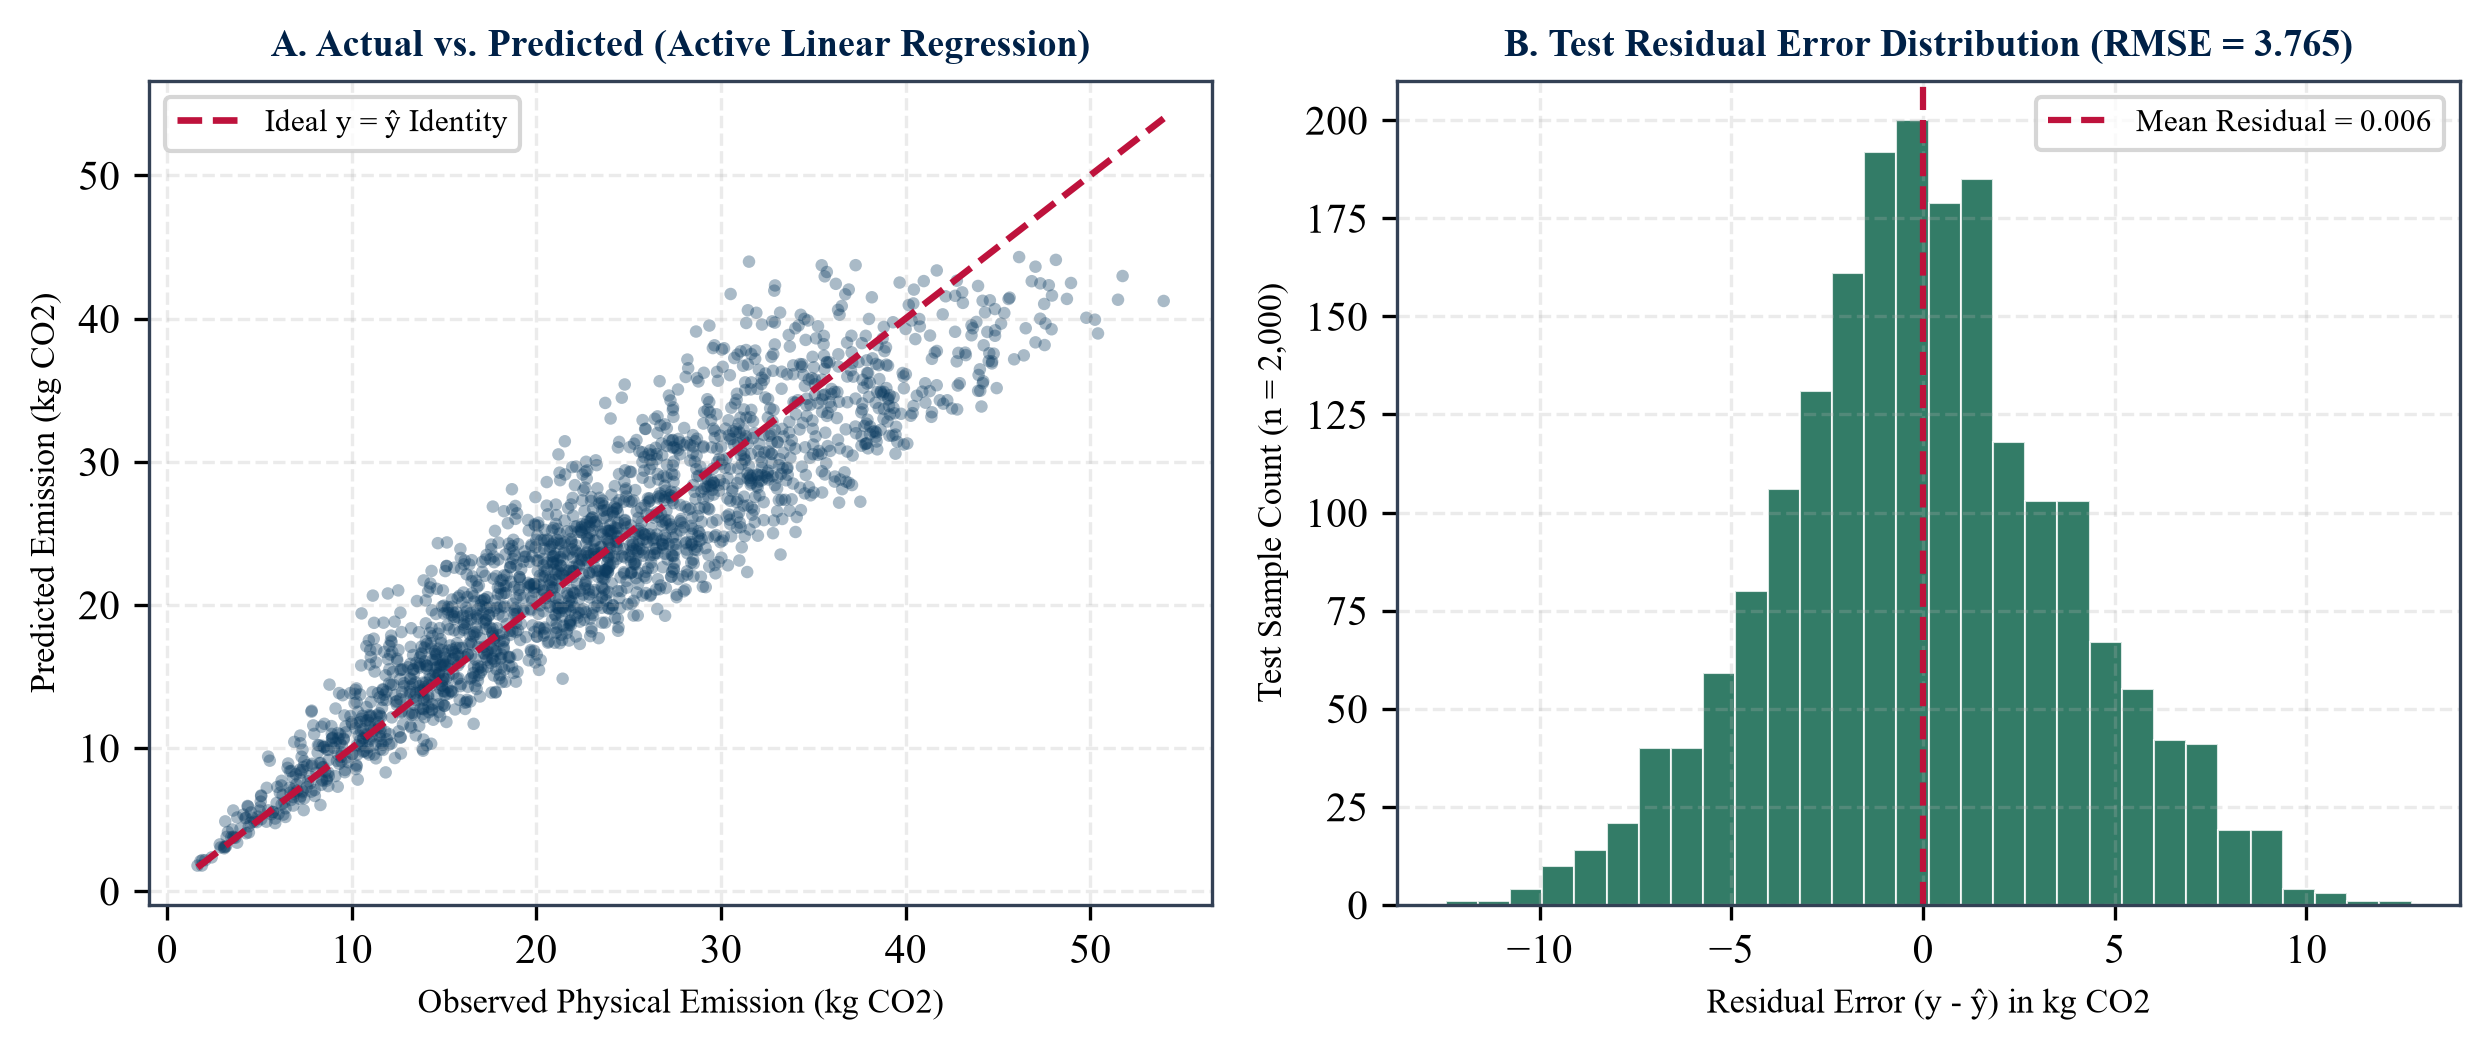 A. Actual vs. Predicted (Active Linear Regression)
Ideal y = ŷ Identity
Predicted Emission (kg CO2)
50
40
30
20
10
0
0 10 20 30 40 50
Observed Physical Emission (kg CO2)
B. Test Residual Error Distribution (RMSE = 3.765)
Mean Residual = 0.006
Test Sample Count (n = 2,000)
200
175
150
125
100
75
50
25
0
−10 −5 0 5 10
Residual Error (y - ŷ) in kg CO2